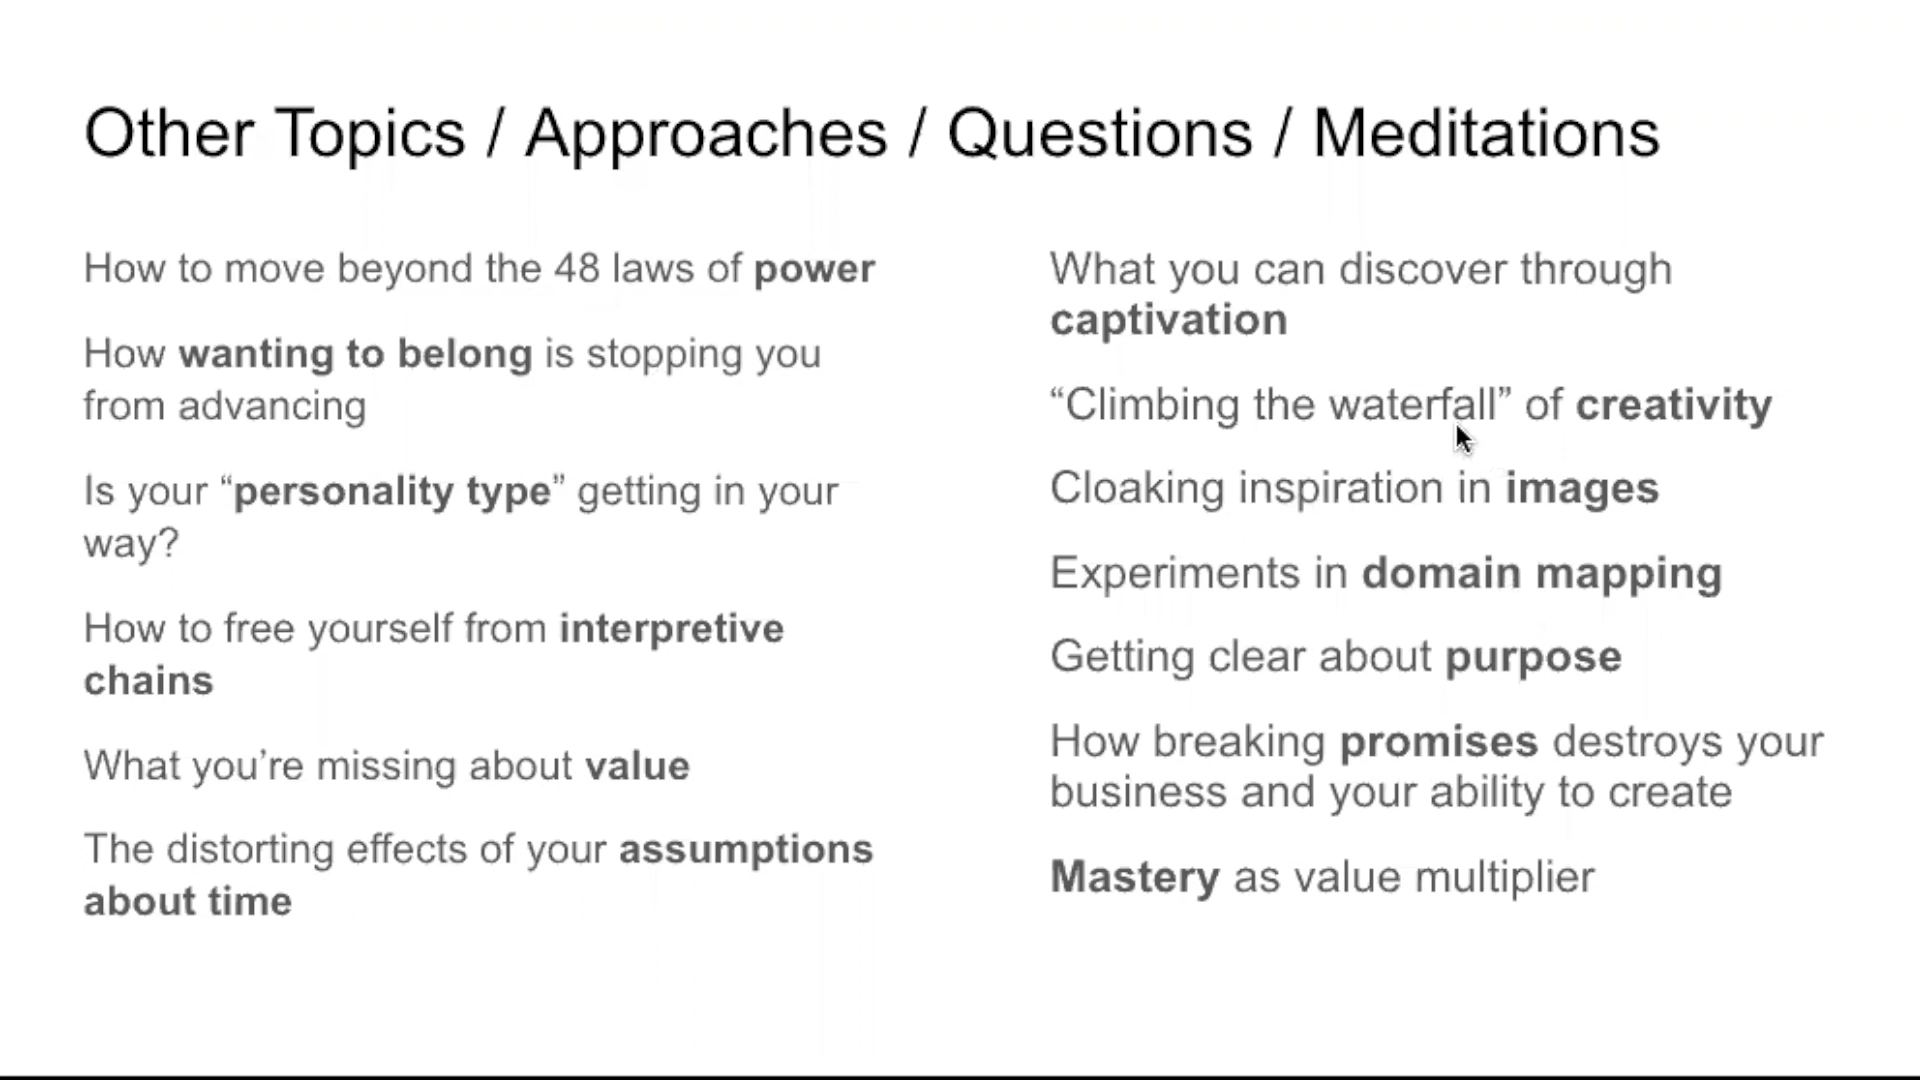 Other Topics / Approaches / Questions / Meditations
How to move beyond the 48 laws of power
How wanting to belong is stopping you
from advancing
Is your “personality type” getting in your
way?
How to free yourself from interpretive
chains
What you’re missing about value
The distorting effects of your assumptions
about time
What you can discover through
captivation
“Climbing the waterfall” of creativity
Cloaking inspiration in images
Experiments in domain mapping
Getting clear about purpose
How breaking promises destroys your
business and your ability to create
Mastery as value multiplier